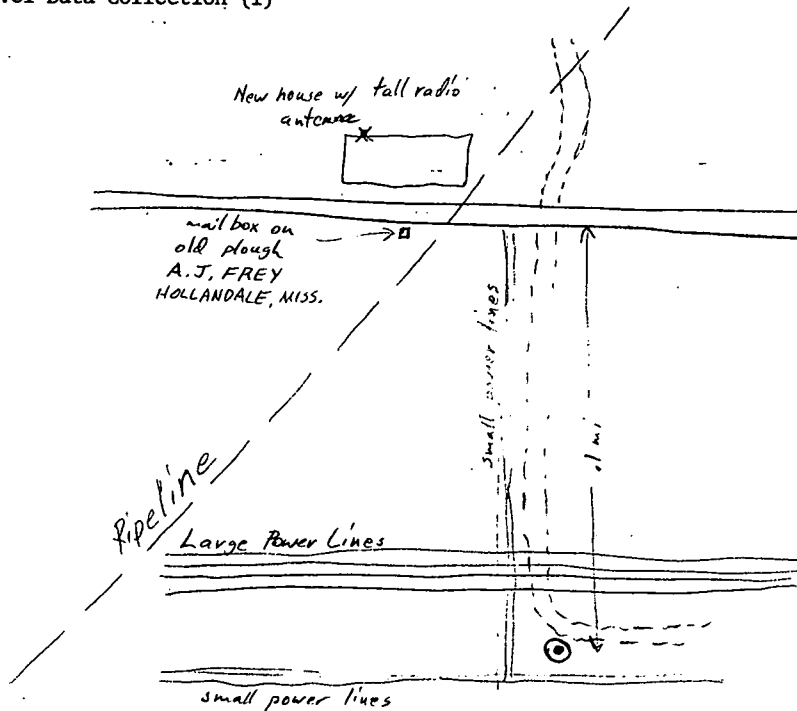 Data Collection (1)
New house w/ tall radio
antenna
mail box on
old plough
A.J. FREY
HOLLANDALE, MISS.
small power lines
.1 mi
Pipeline
Large Power Lines
small power lines